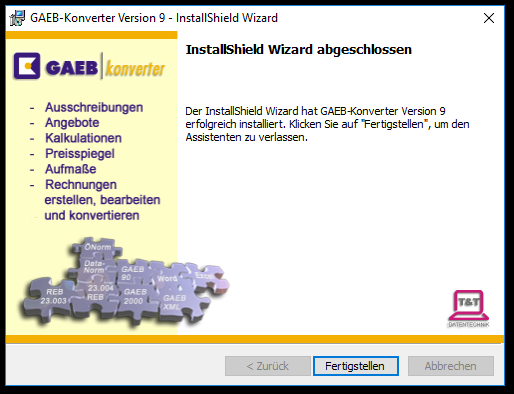 GAEB-Konverter Version 9 - InstallShield Wizard
GAEB konverter
- Ausschreibungen
- Angebote
- Kalkulationen
- Preisspiegel
- Aufmaße
- Rechnungen
erstellen, bearbeiten
und konvertieren
InstallShield Wizard abgeschlossen
Der InstallShield Wizard hat GAEB-Konverter Version 9
erfolgreich installiert. Klicken Sie auf "Fertigstellen", um den
Assistenten zu verlassen.
ÖNorm
Data-
Norm
GAEB
90
Word
Excel
REB
23.003
23.004
REB
GAEB
2000
GAEB
XML
T&T
DATENTECHNIK
< Zurück
Fertigstellen
Abbrechen